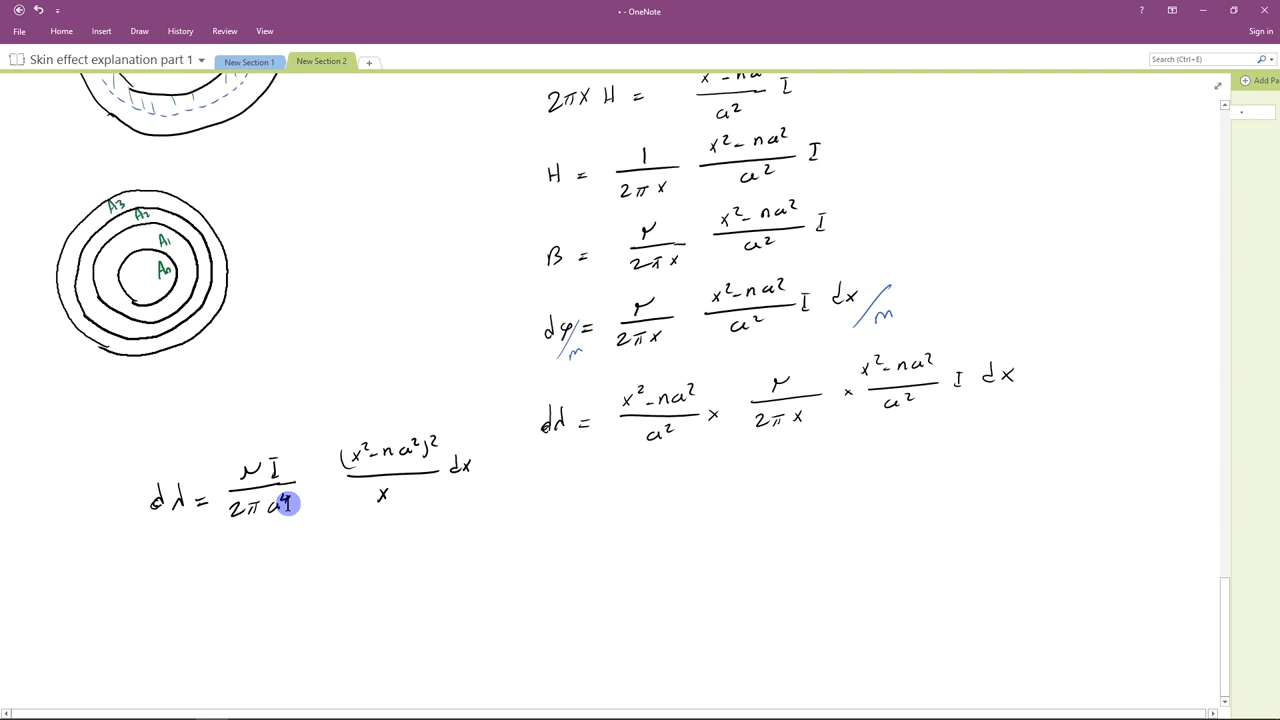 • - OneNote
File Home Insert Draw History Review View Sign in
Skin effect explanation part 1 New Section 1 New Section 2 + Search (Ctrl+E)
Add Pa
2πx H = x² - na² / a² I
H = 1 / 2πx x² - na² / a² I
B = μ / 2πx x² - na² / a² I
dφ/m = μ / 2πx x² - na² / a² I dx/m
dλ = x² - na² / a² × μ / 2πx × x² - na² / a² I dx
A3
A2
A1
A0
dλ = μI / 2πa⁴ (x² - na²)² / x dx